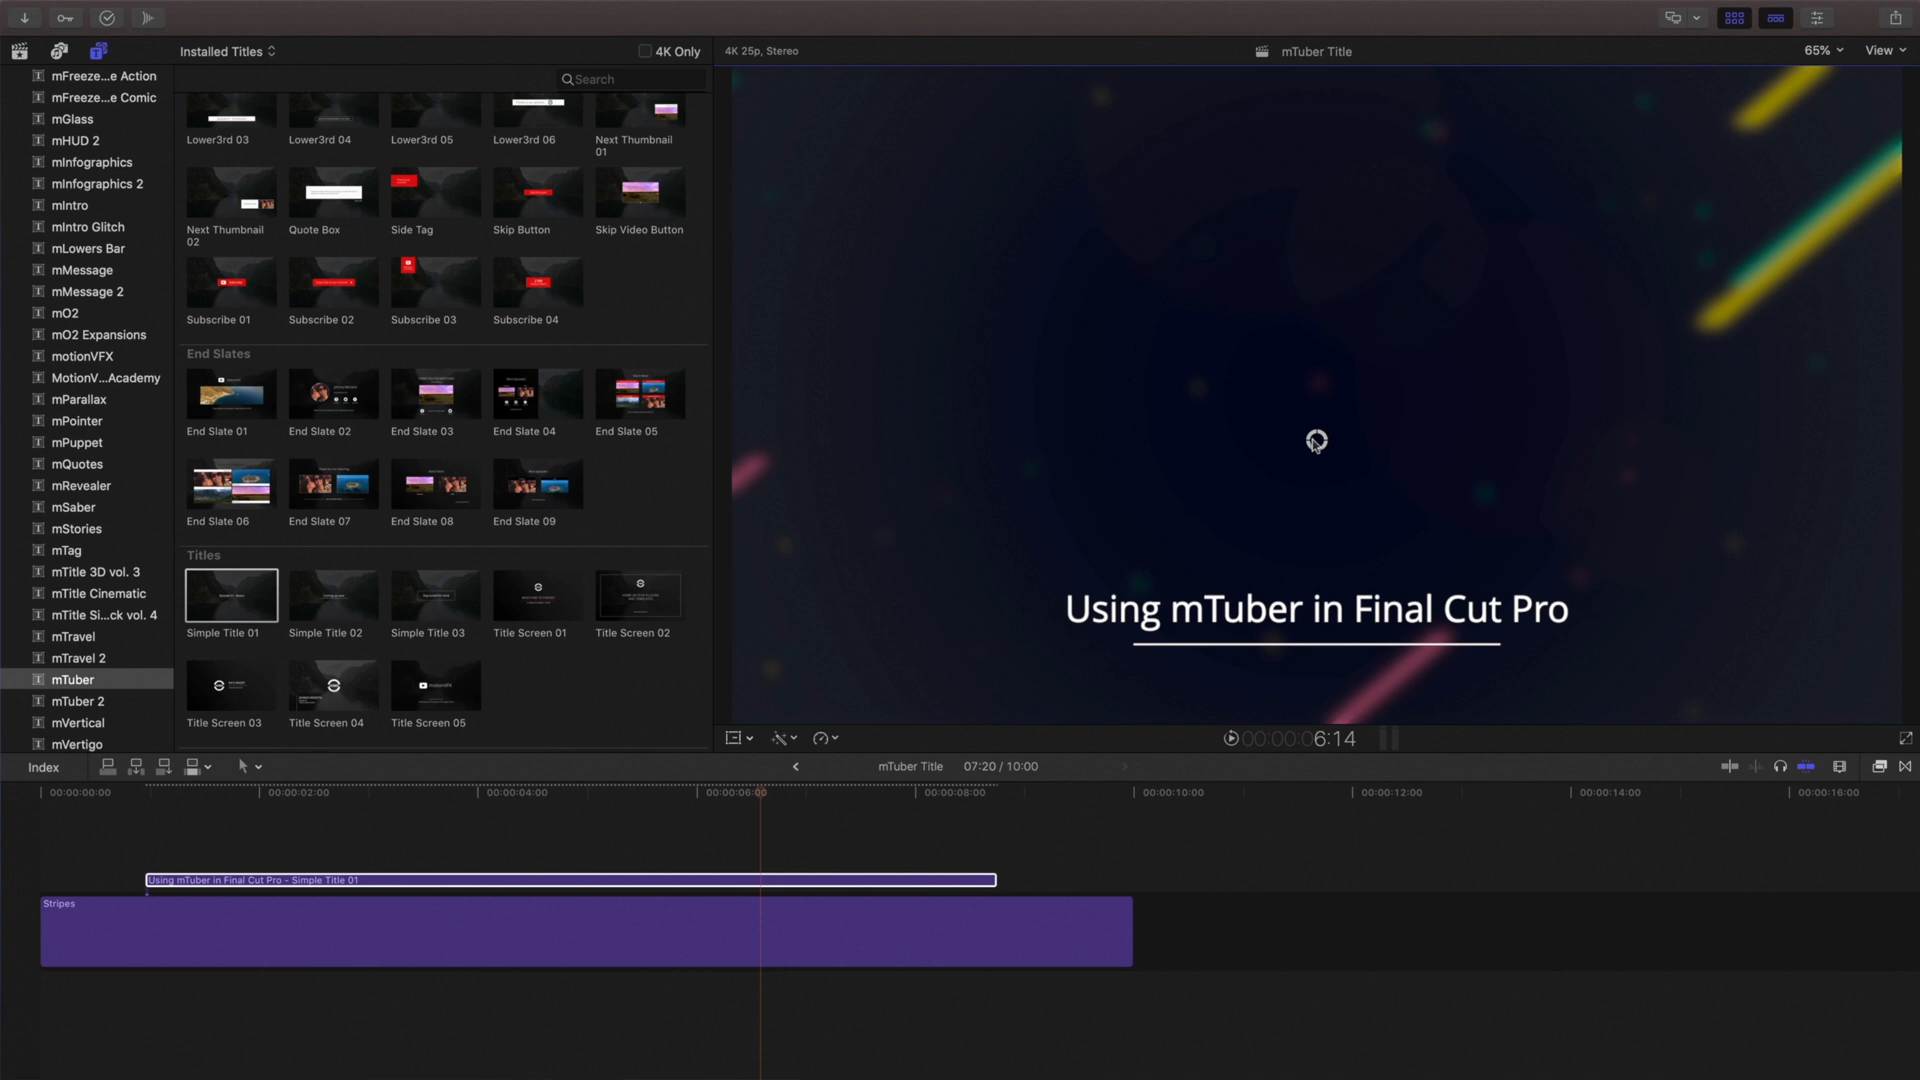 Installed Titles
4K Only
4K 25p, Stereo
mTuber Title
65%
View
Search
mFreeze...e Action
mFreeze...e Comic
mGlass
mHUD 2
mInfographics
mInfographics 2
mIntro
mIntro Glitch
mLowers Bar
mMessage
mMessage 2
mO2
mO2 Expansions
motionVFX
MotionV...Academy
mParallax
mPointer
mPuppet
mQuotes
mRevealer
mSaber
mStories
mTag
mTitle 3D vol. 3
mTitle Cinematic
mTitle Si...ck vol. 4
mTravel
mTravel 2
mTuber
mTuber 2
mVertical
mVertigo
Lower3rd 03
Lower3rd 04
Lower3rd 05
Lower3rd 06
Next Thumbnail
01
Next Thumbnail
02
Quote Box
Side Tag
Skip Button
Skip Video Button
Subscribe 01
Subscribe 02
Subscribe 03
Subscribe 04
End Slates
End Slate 01
End Slate 02
End Slate 03
End Slate 04
End Slate 05
End Slate 06
End Slate 07
End Slate 08
End Slate 09
Titles
Simple Title 01
Simple Title 02
Simple Title 03
Title Screen 01
Title Screen 02
Title Screen 03
Title Screen 04
Title Screen 05
Using mTuber in Final Cut Pro
00:00:06:14
Index
mTuber Title
07:20 / 10:00
00:00:00:00
00:00:02:00
00:00:04:00
00:00:06:00
00:00:08:00
00:00:10:00
00:00:12:00
00:00:14:00
00:00:16:00
Using mTuber in Final Cut Pro - Simple Title 01
Stripes